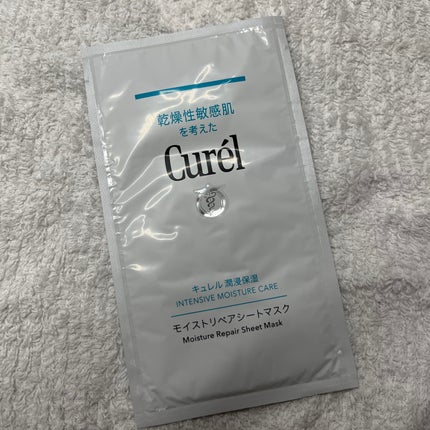 乾燥性敏感肌
を考えた
Curél
キュレル 潤浸保湿
INTENSIVE MOISTURE CARE
モイストリペアシートマスク
Moisture Repair Sheet Mask